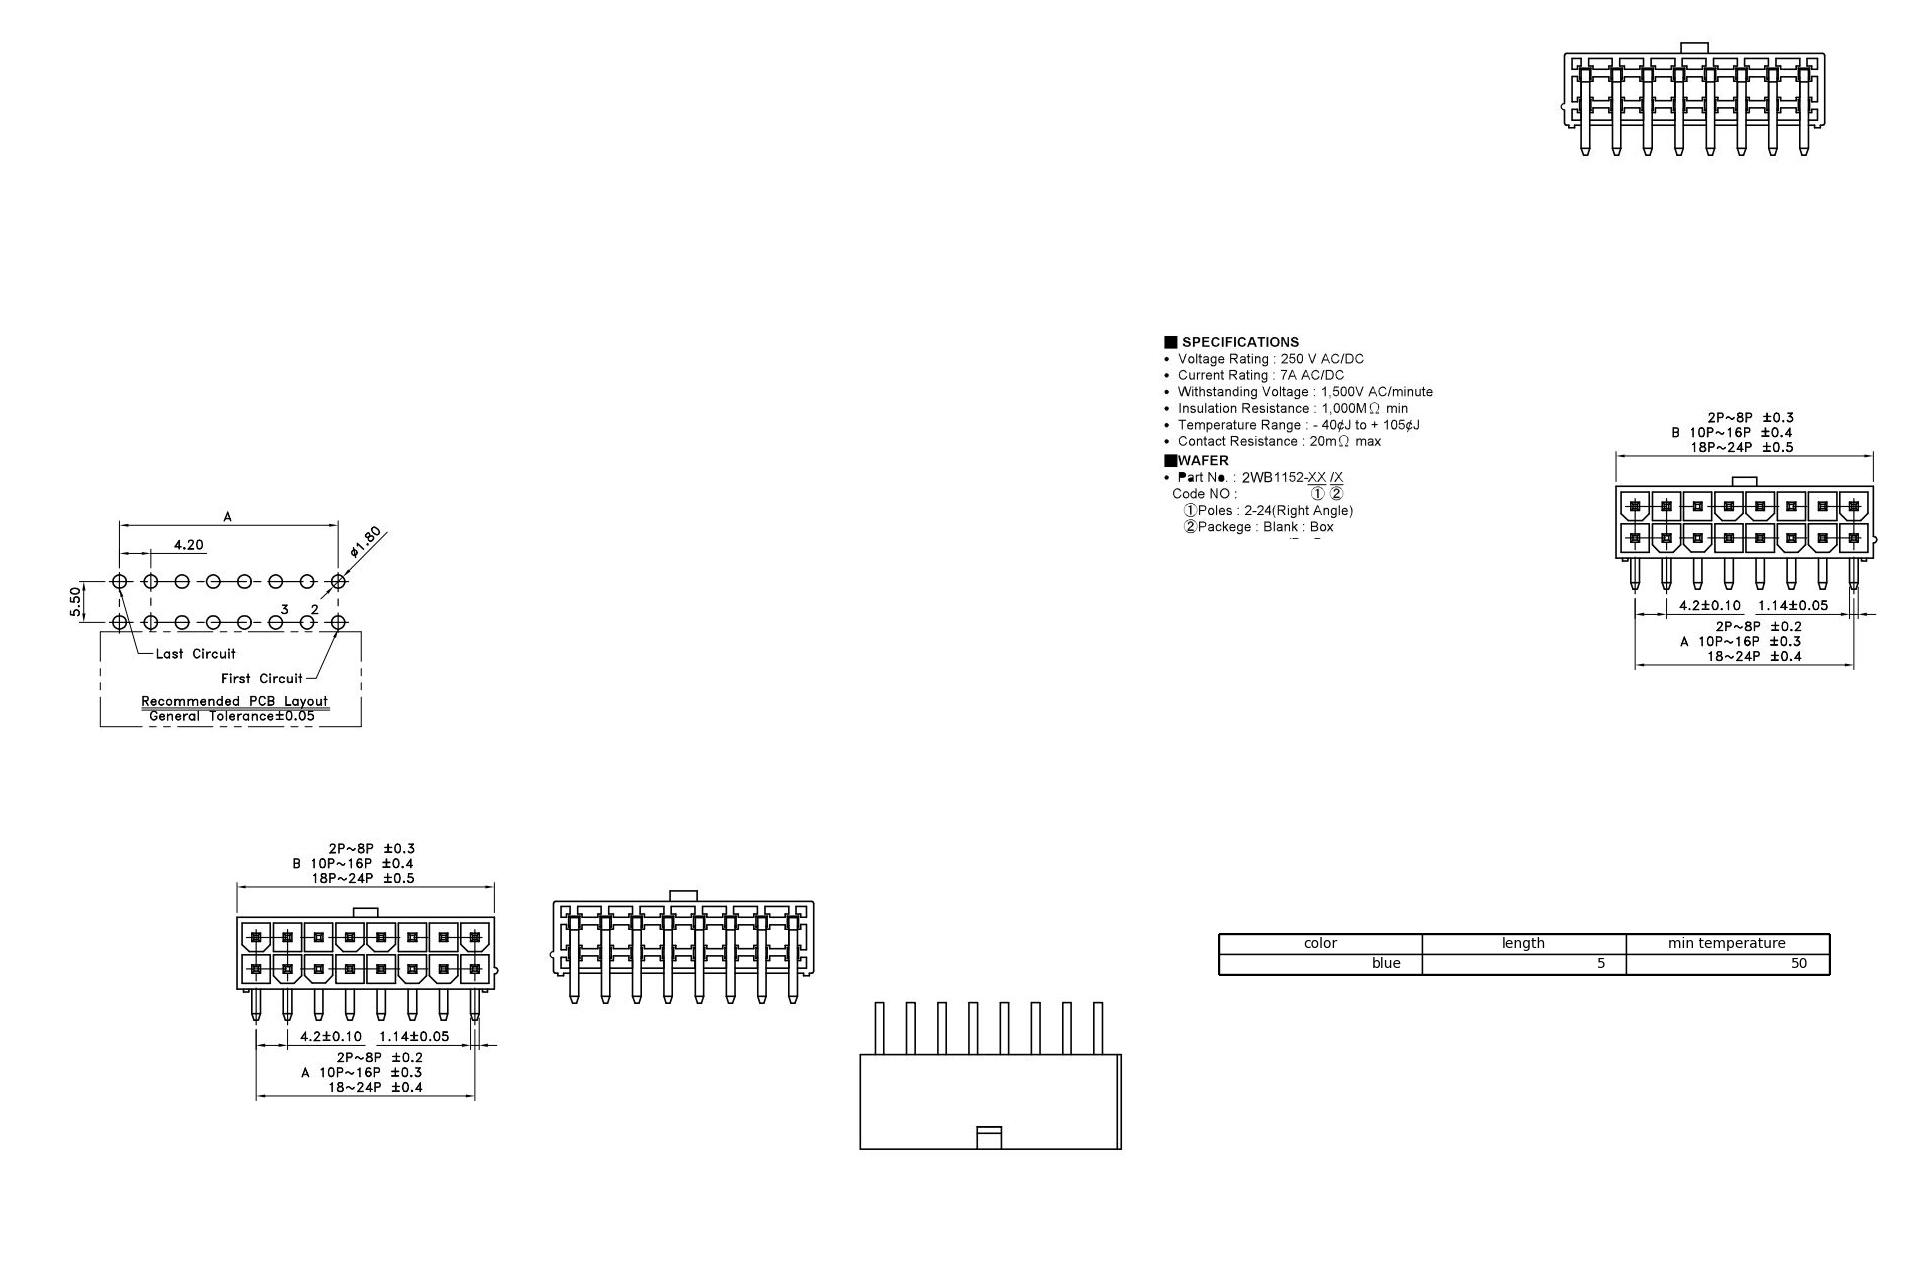 ■ SPECIFICATIONS
• Voltage Rating : 250 V AC/DC
• Current Rating : 7A AC/DC
• Withstanding Voltage : 1,500V AC/minute
• Insulation Resistance : 1,000MΩ min
• Temperature Range : - 40¢J to + 105¢J
• Contact Resistance : 20mΩ max
■WAFER
• Part No. : 2WB1152-XX /X
Code NO : ① ②
①Poles : 2-24(Right Angle)
②Packege : Blank : Box
2P~8P ±0.3
B 10P~16P ±0.4
18P~24P ±0.5
4.2±0.10 1.14±0.05
2P~8P ±0.2
A 10P~16P ±0.3
18~24P ±0.4
A
4.20
ø1.80
5.50
3 2
Last Circuit
First Circuit
Recommended PCB Layout
General Tolerance±0.05
2P~8P ±0.3
B 10P~16P ±0.4
18P~24P ±0.5
4.2±0.10 1.14±0.05
2P~8P ±0.2
A 10P~16P ±0.3
18~24P ±0.4
color length min temperature
blue 5 50